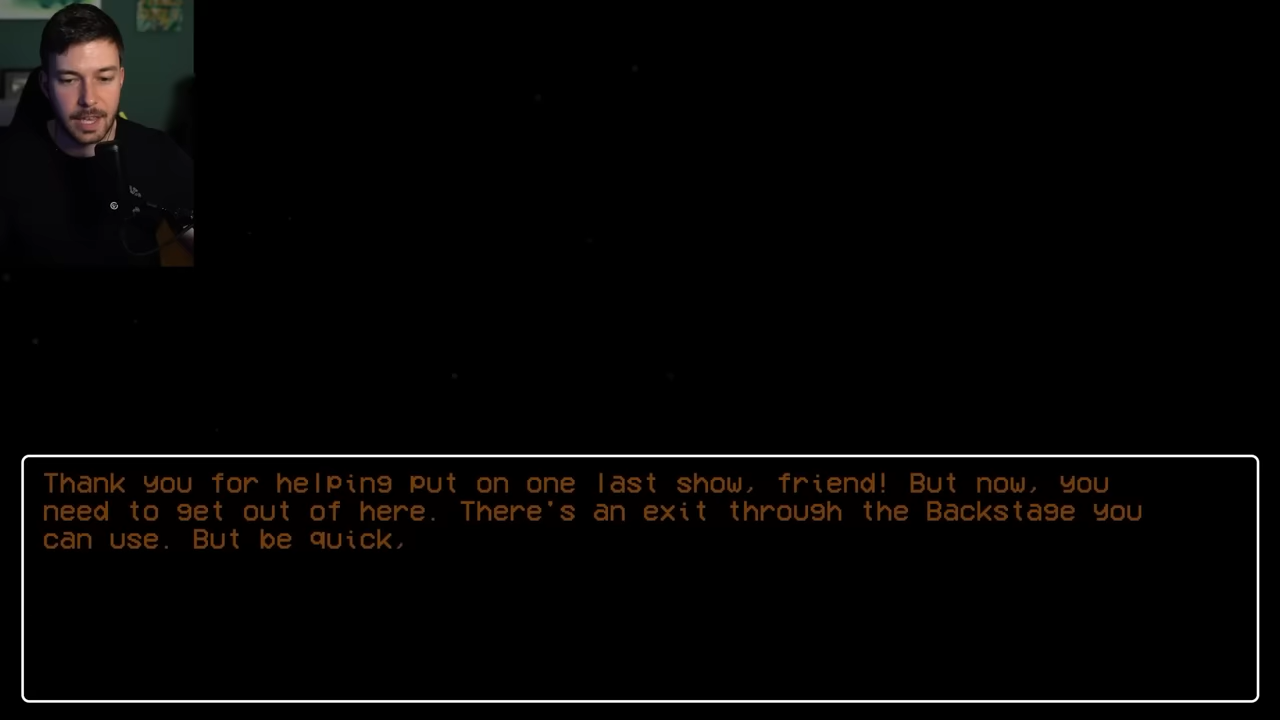 Thank you for helping put on one last show, friend! But now, you
need to get out of here. There's an exit through the Backstage you
can use. But be quick,